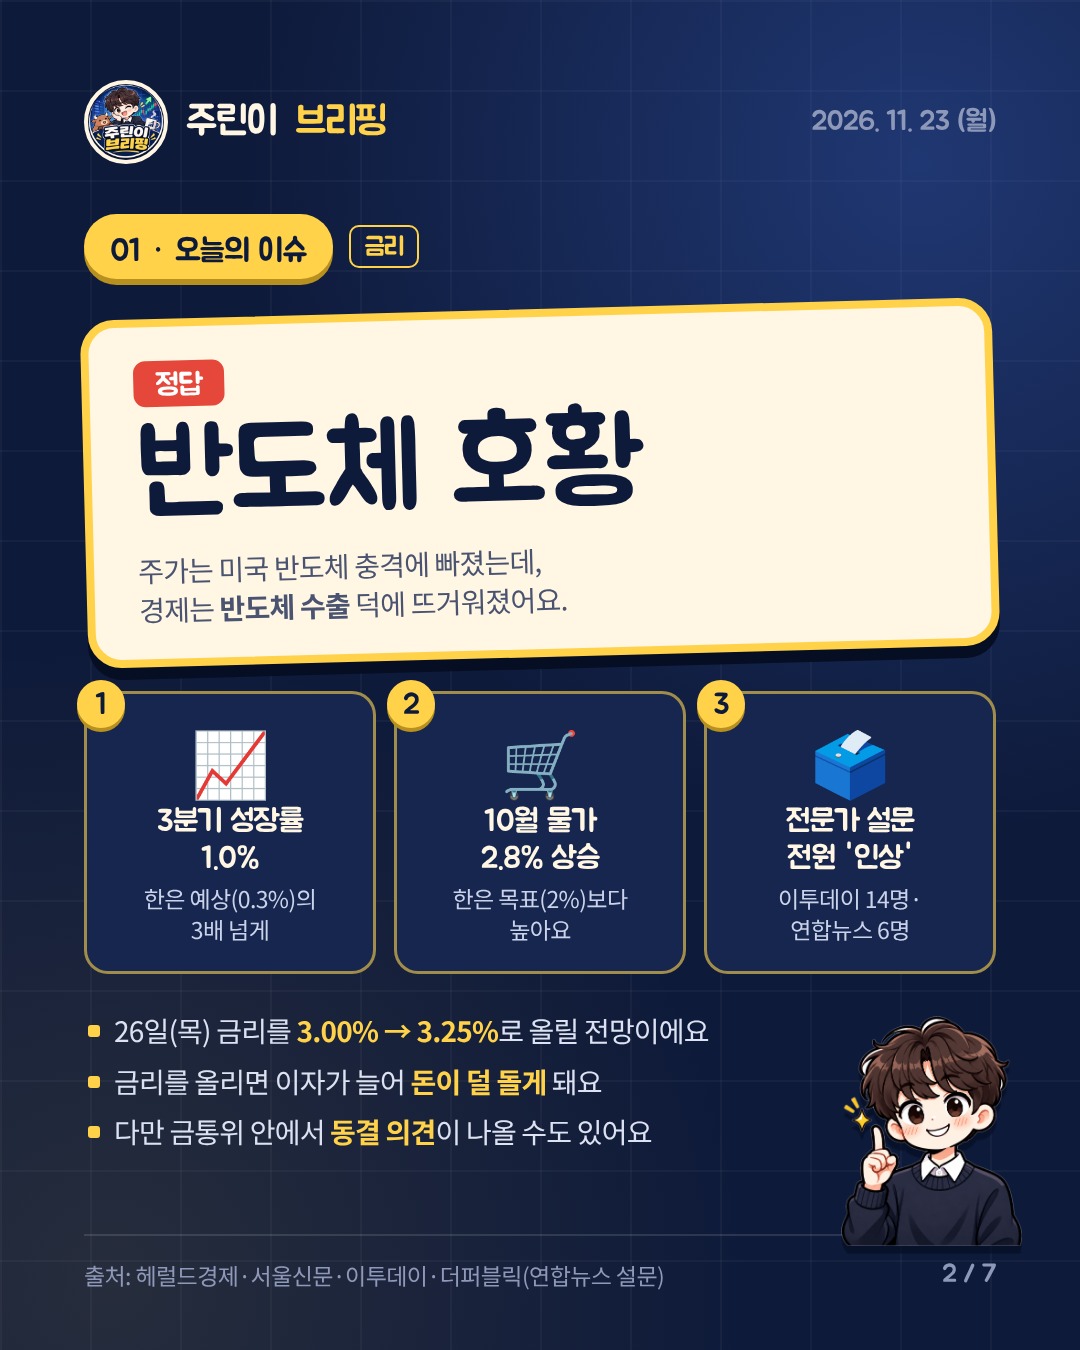 주린이 브리핑
주린이
브리핑
2026. 11. 23 (월)
01 · 오늘의 이슈
금리
정답
반도체 호황
주가는 미국 반도체 충격에 빠졌는데,
경제는 반도체 수출 덕에 뜨거워졌어요.
1
3분기 성장률
1.0%
한은 예상(0.3%)의
3배 넘게
2
10월 물가
2.8% 상승
한은 목표(2%)보다
높아요
3
전문가 설문
전원 '인상'
이투데이 14명·
연합뉴스 6명
26일(목) 금리를 3.00% → 3.25%로 올릴 전망이에요
금리를 올리면 이자가 늘어 돈이 덜 돌게 돼요
다만 금통위 안에서 동결 의견이 나올 수도 있어요
출처: 헤럴드경제·서울신문·이투데이·더퍼블릭(연합뉴스 설문)
2 / 7